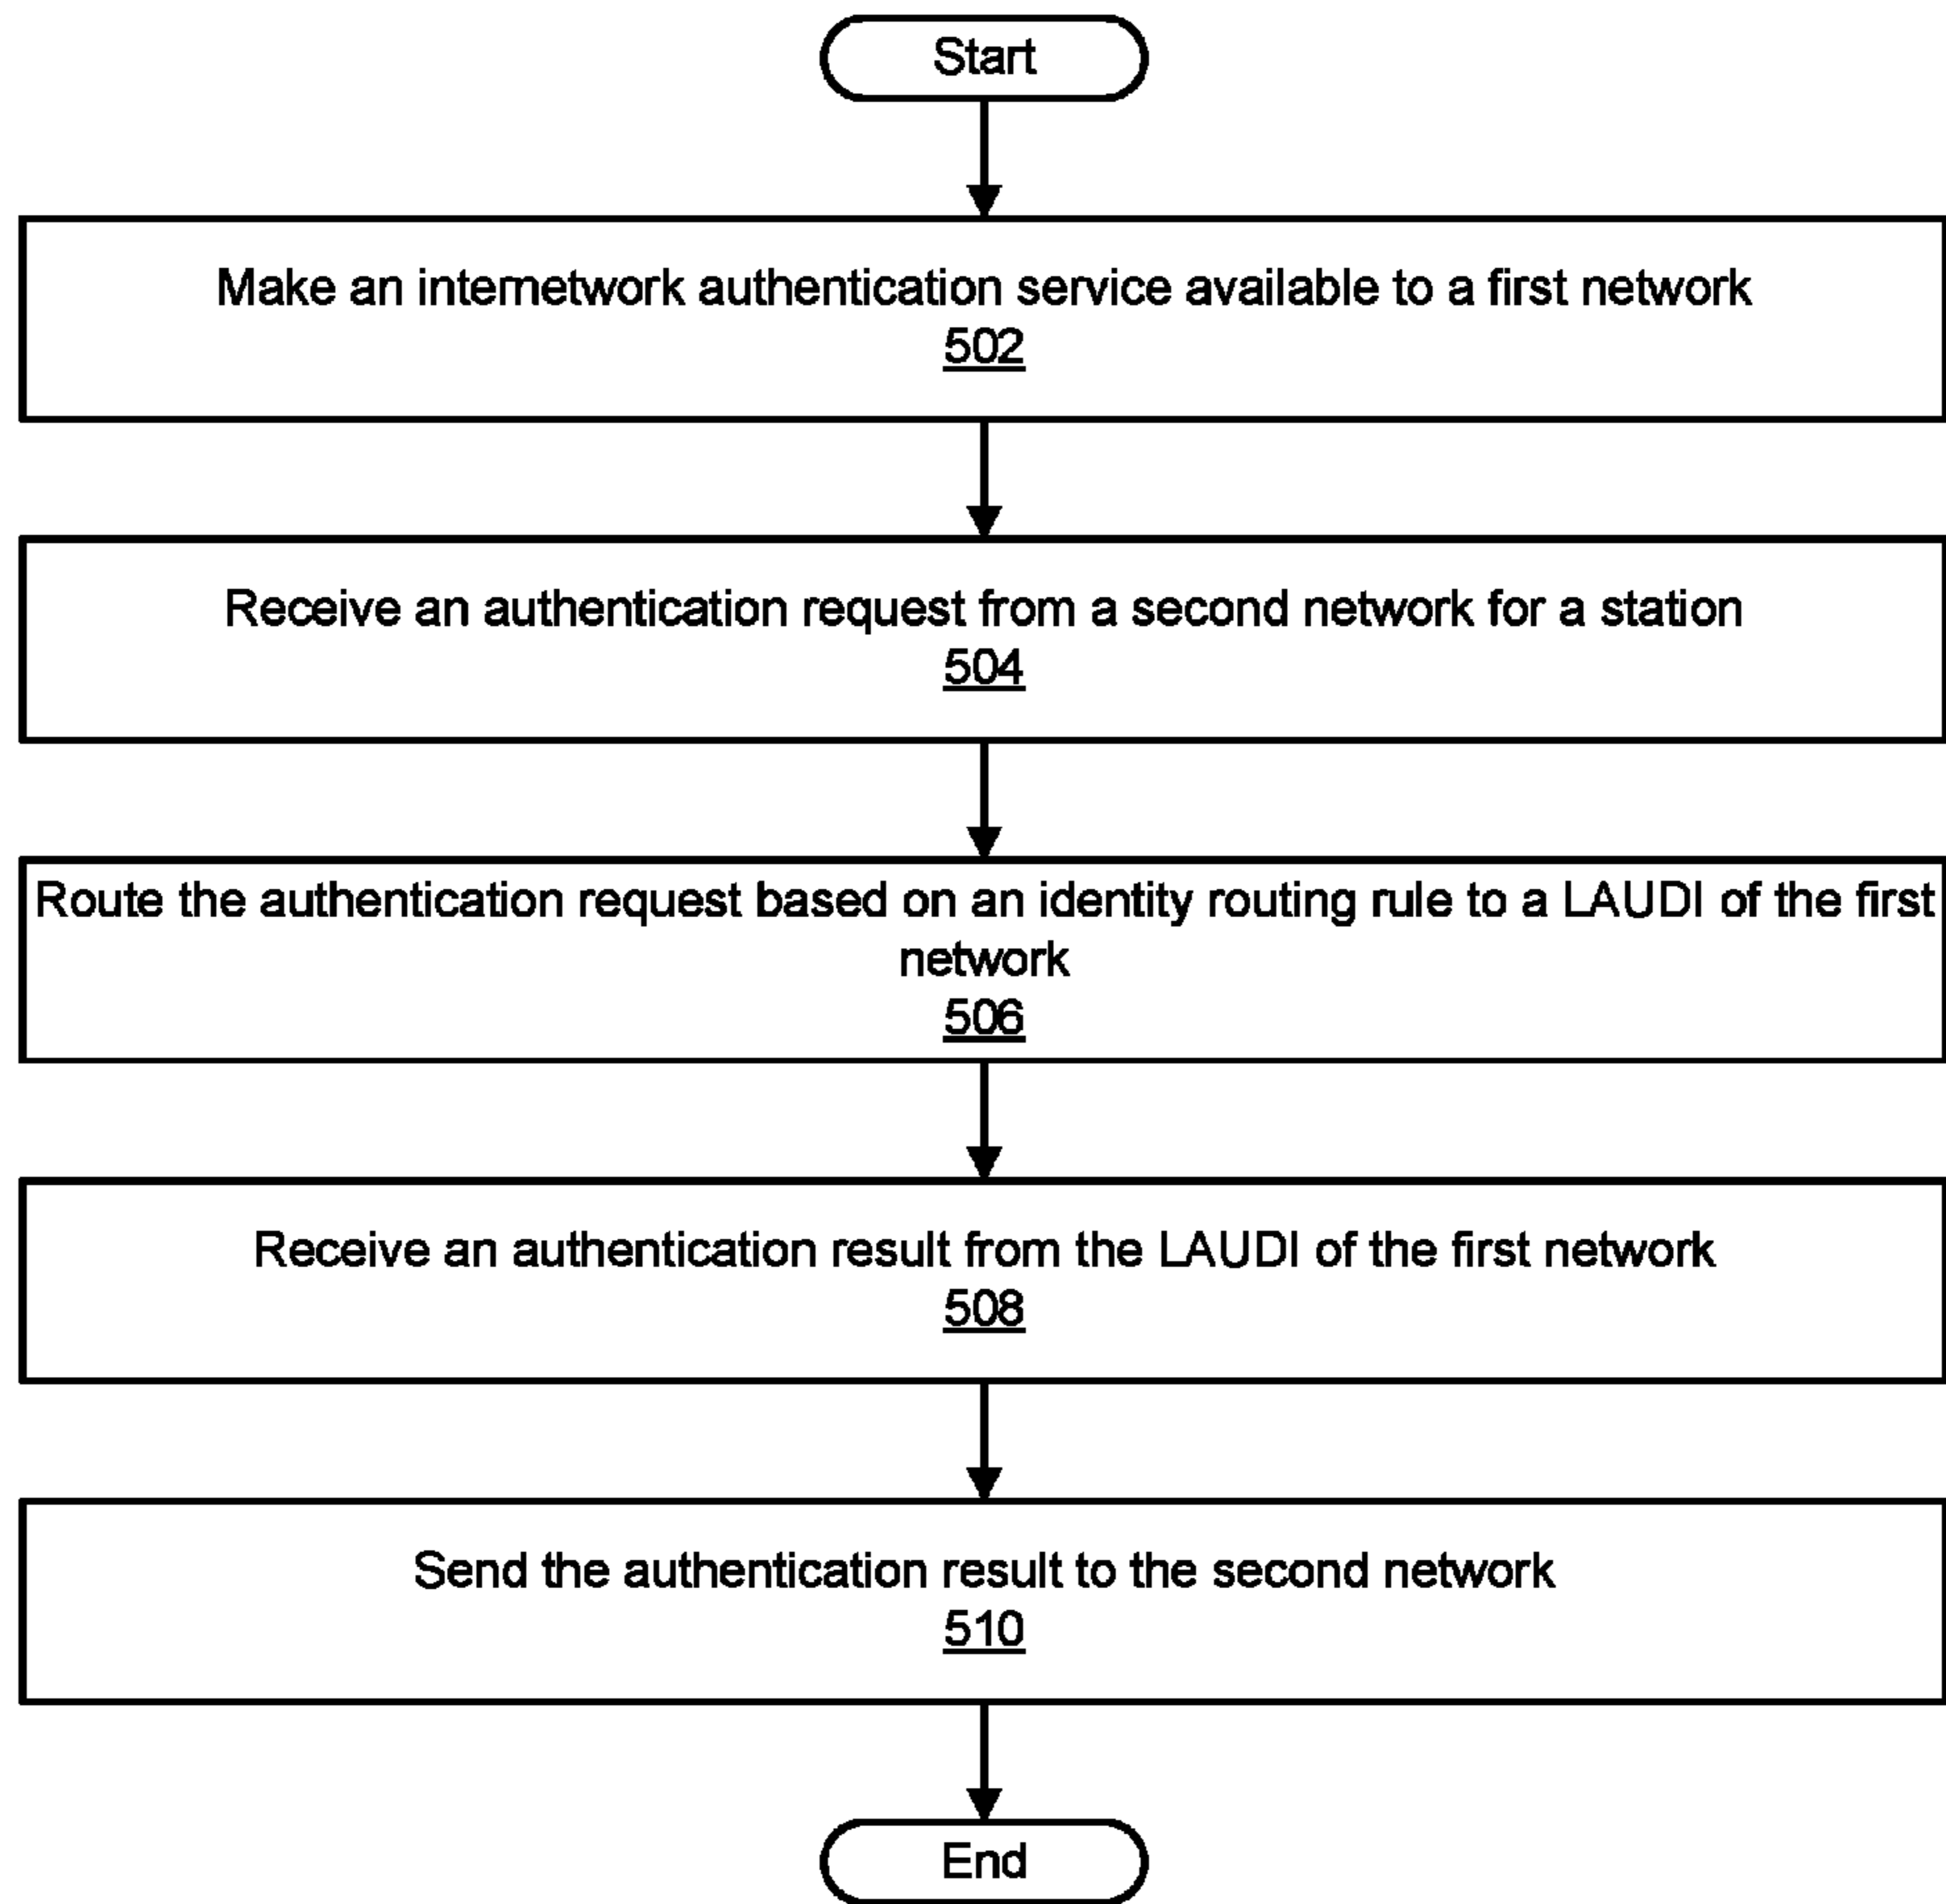 Start
Make an internetwork authentication service available to a first network
502
Receive an authentication request from a second network for a station
504
Route the authentication request based on an identity routing rule to a LAUDI of the first
network
506
Receive an authentication result from the LAUDI of the first network
508
Send the authentication result to the second network
510
End